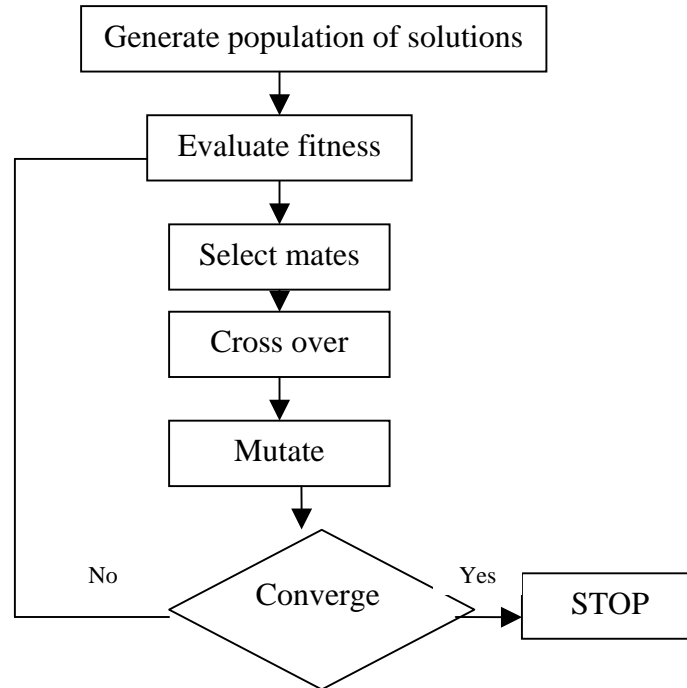 Generate population of solutions
Evaluate fitness
Select mates
Cross over
Mutate
No
Converge
Yes
STOP